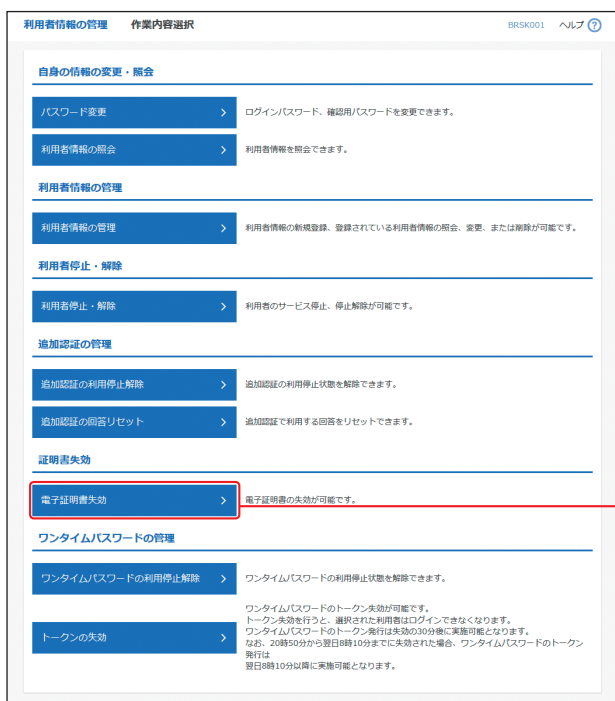 利用者情報の管理 作業内容選択 BRSK001 ヘルプ ?
自身の情報の変更・照会
パスワード変更 ログインパスワード、確認用パスワードを変更できます。
利用者情報の照会 利用者情報を照会できます。
利用者情報の管理
利用者情報の管理 利用者情報の新規登録、登録されている利用者情報の照会、変更、または削除が可能です。
利用者停止・解除
利用者停止・解除 利用者のサービス停止、停止解除が可能です。
追加認証の管理
追加認証の利用停止解除 追加認証の利用停止状態を解除できます。
追加認証の回答リセット 追加認証で利用する回答をリセットできます。
証明書失効
電子証明書失効 電子証明書の失効が可能です。
ワンタイムパスワードの管理
ワンタイムパスワードの利用停止解除 ワンタイムパスワードの利用停止状態を解除できます。
トークンの失効
ワンタイムパスワードのトークン失効が可能です。
トークン失効を行うと、選択された利用者はログインできなくなります。
ワンタイムパスワードのトークン発行は失効の30分後に実施可能となります。
なお、20時50分から翌日8時10分までに失効された場合、ワンタイムパスワードのトークン
発行は
翌日8時10分以降に実施可能となります。